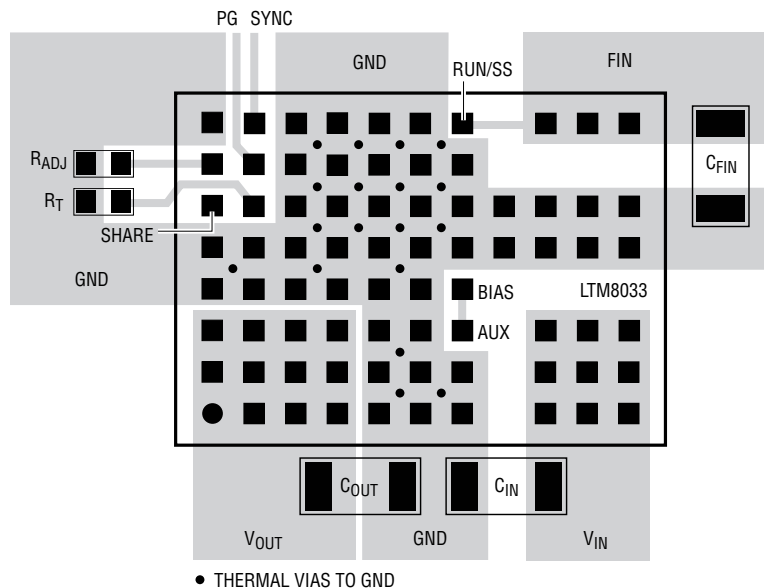 PG SYNC
GND
RUN/SS
FIN
RADJ
CFIN
RT
SHARE
GND
BIAS
LTM8033
AUX
COUT
CIN
VOUT
GND
VIN
● THERMAL VIAS TO GND